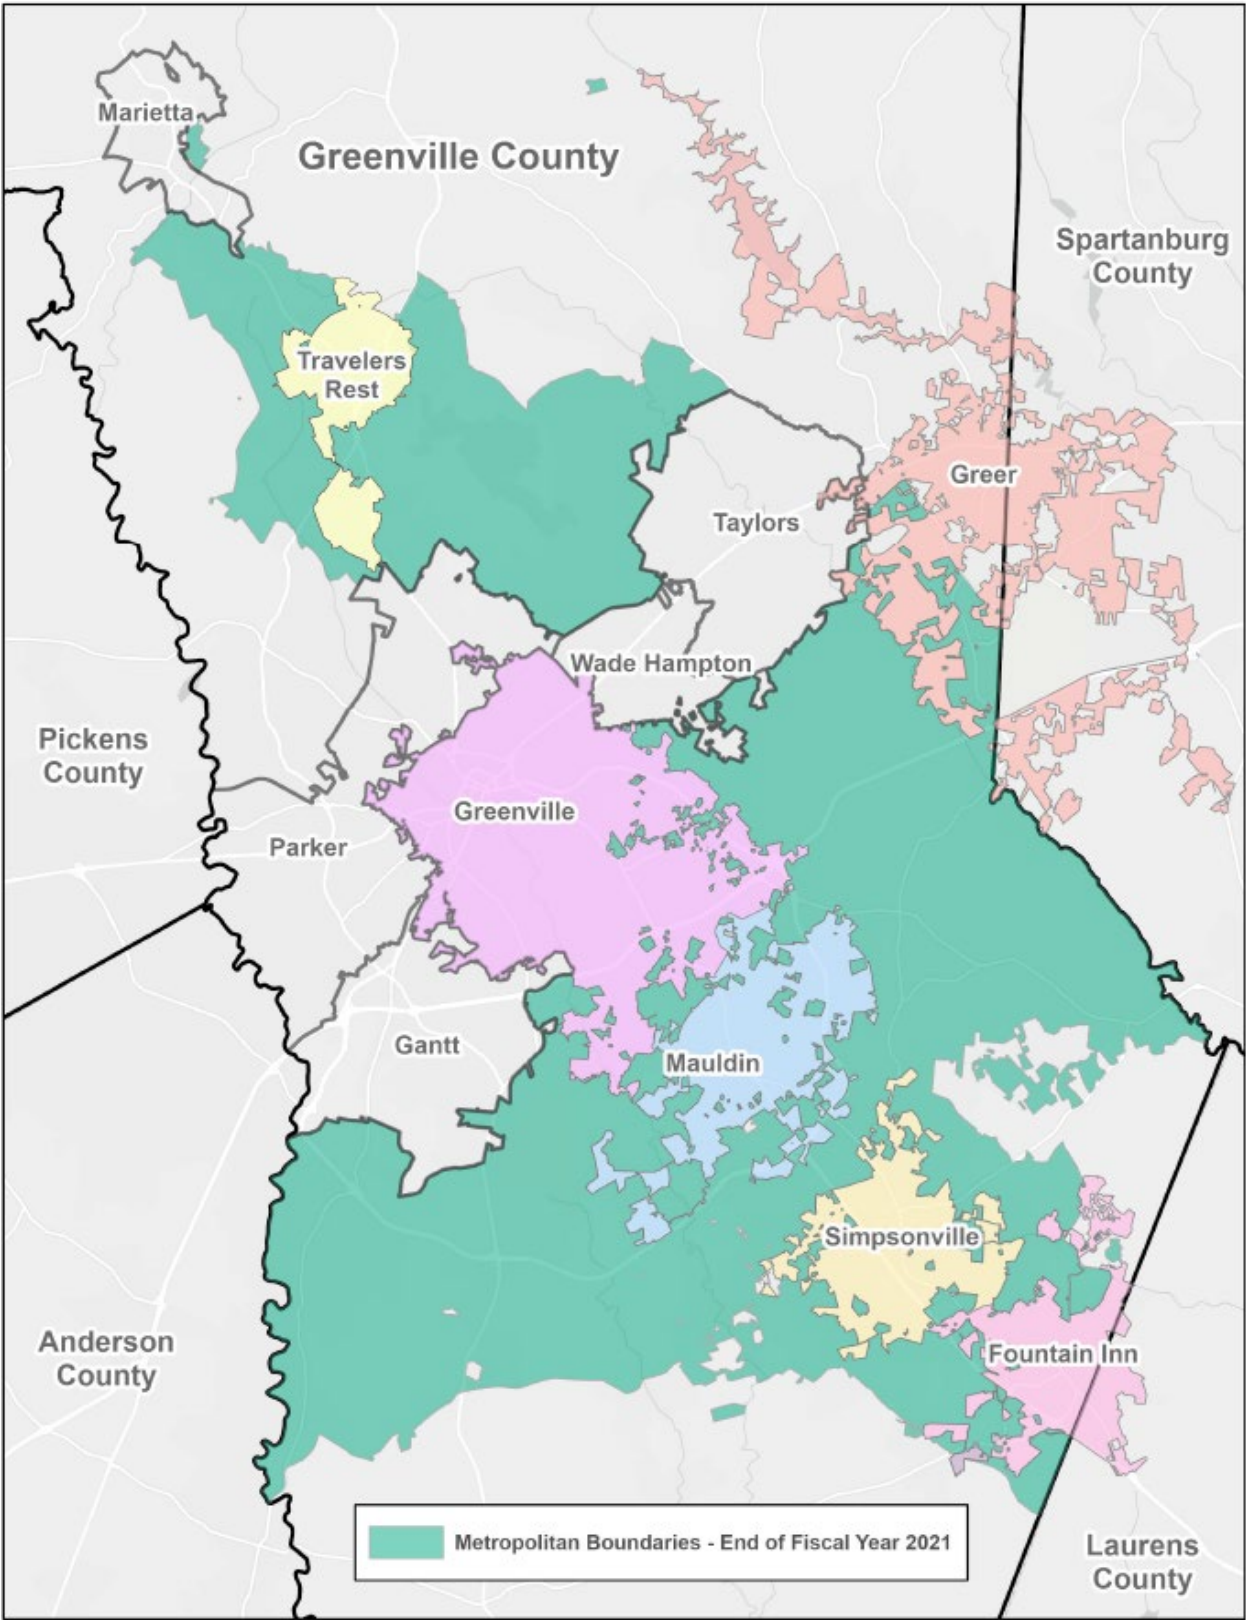 Marietta
Greenville County
Spartanburg
County
Travelers
Rest
Greer
Taylors
Wade Hampton
Pickens
County
Greenville
Parker
Gantt
Mauldin
Simpsonville
Anderson
County
Fountain Inn
Metropolitan Boundaries - End of Fiscal Year 2021
Laurens
County